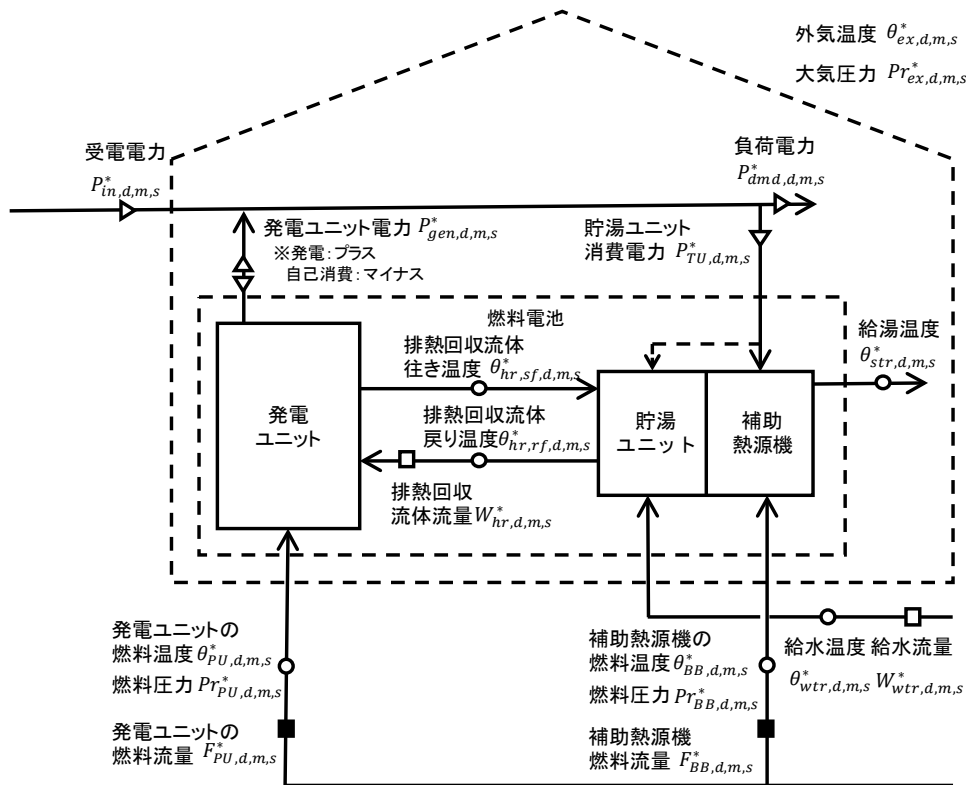 外気温度 θ*ex,d,m,s
大気圧力 Pr*ex,d,m,s
受電電力
P*in,d,m,s
負荷電力
P*dmd,d,m,s
発電ユニット電力 P*gen,d,m,s
※発電：プラス
自己消費：マイナス
貯湯ユニット
消費電力 P*TU,d,m,s
燃料電池
給湯温度
θ*str,d,m,s
排熱回収流体
往き温度 θ*hr,sf,d,m,s
発電
ユニット
排熱回収流体
戻り温度θ*hr,rf,d,m,s
貯湯
ユニット
補助
熱源機
排熱回収
流体流量W*hr,d,m,s
発電ユニットの
燃料温度 θ*PU,d,m,s
燃料圧力 Pr*PU,d,m,s
補助熱源機の
燃料温度 θ*BB,d,m,s
燃料圧力 Pr*BB,d,m,s
給水温度 給水流量
θ*wtr,d,m,s W*wtr,d,m,s
発電ユニットの
燃料流量 F*PU,d,m,s
補助熱源機
燃料流量 F*BB,d,m,s